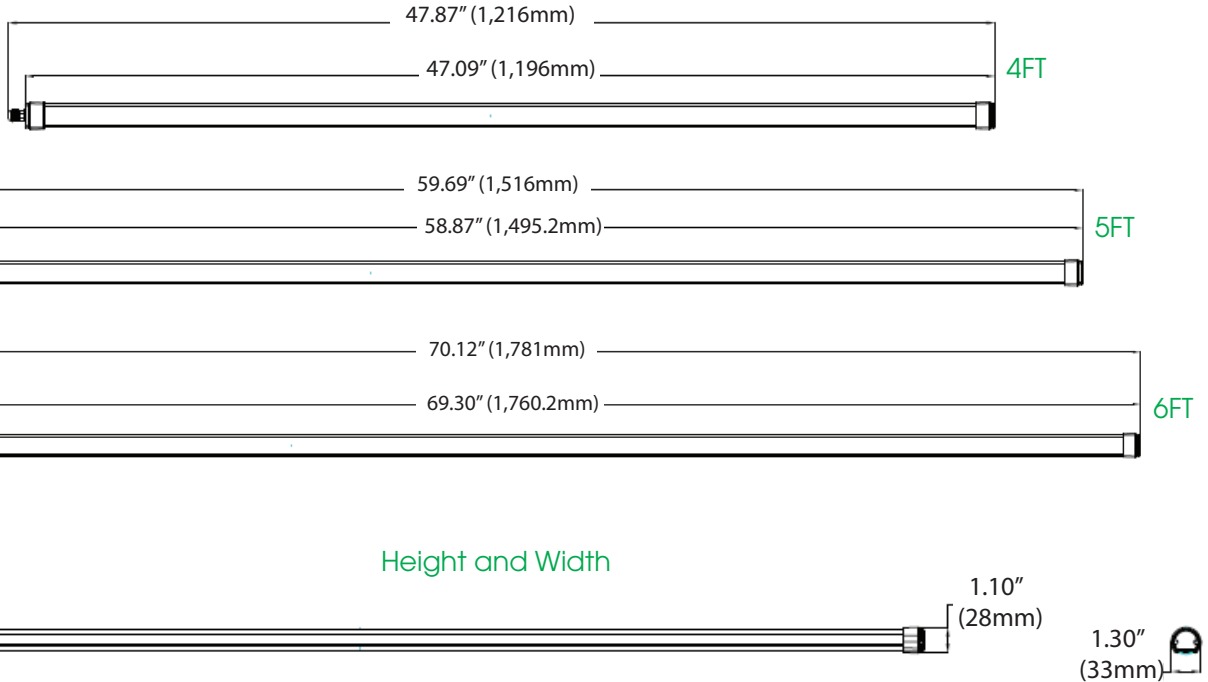 47.87” (1,216mm)
47.09” (1,196mm)
4FT
59.69” (1,516mm)
58.87” (1,495.2mm)
5FT
70.12” (1,781mm)
69.30” (1,760.2mm)
6FT
Height and Width
1.10”
(28mm)
1.30”
(33mm)